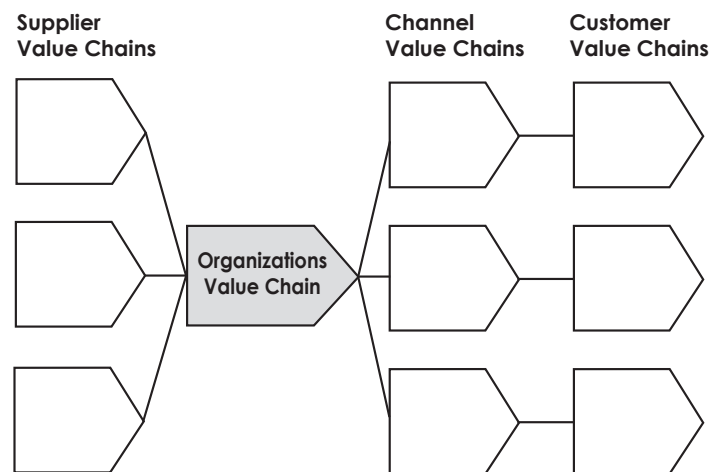 Supplier
Value Chains
Channel
Value Chains
Customer
Value Chains
Organizations
Value Chain